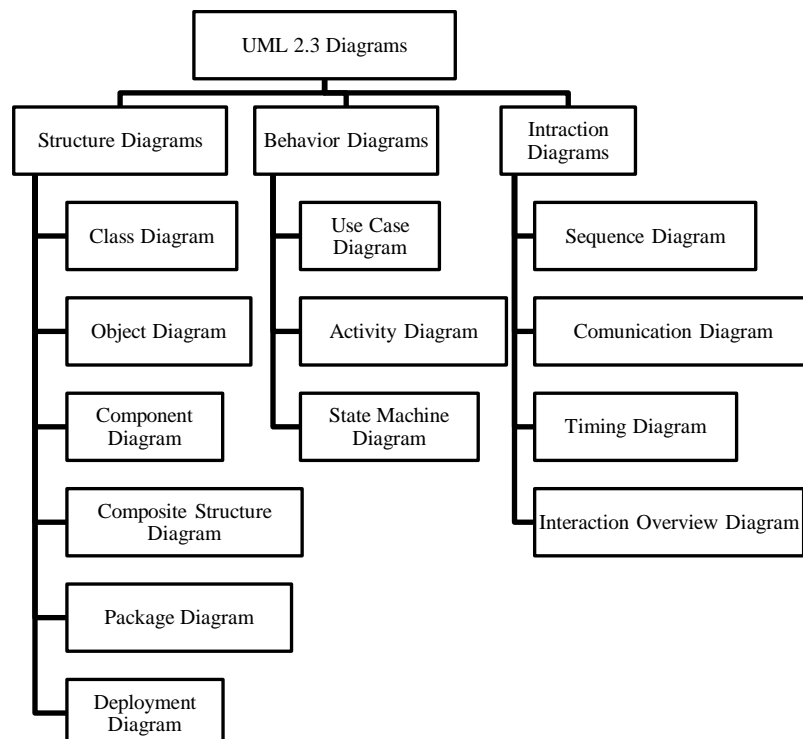 UML 2.3 Diagrams
Structure Diagrams
Behavior Diagrams
Intraction
Diagrams
Class Diagram
Object Diagram
Component
Diagram
Composite Structure
Diagram
Package Diagram
Deployment
Diagram
Use Case
Diagram
Activity Diagram
State Machine
Diagram
Sequence Diagram
Comunication Diagram
Timing Diagram
Interaction Overview Diagram